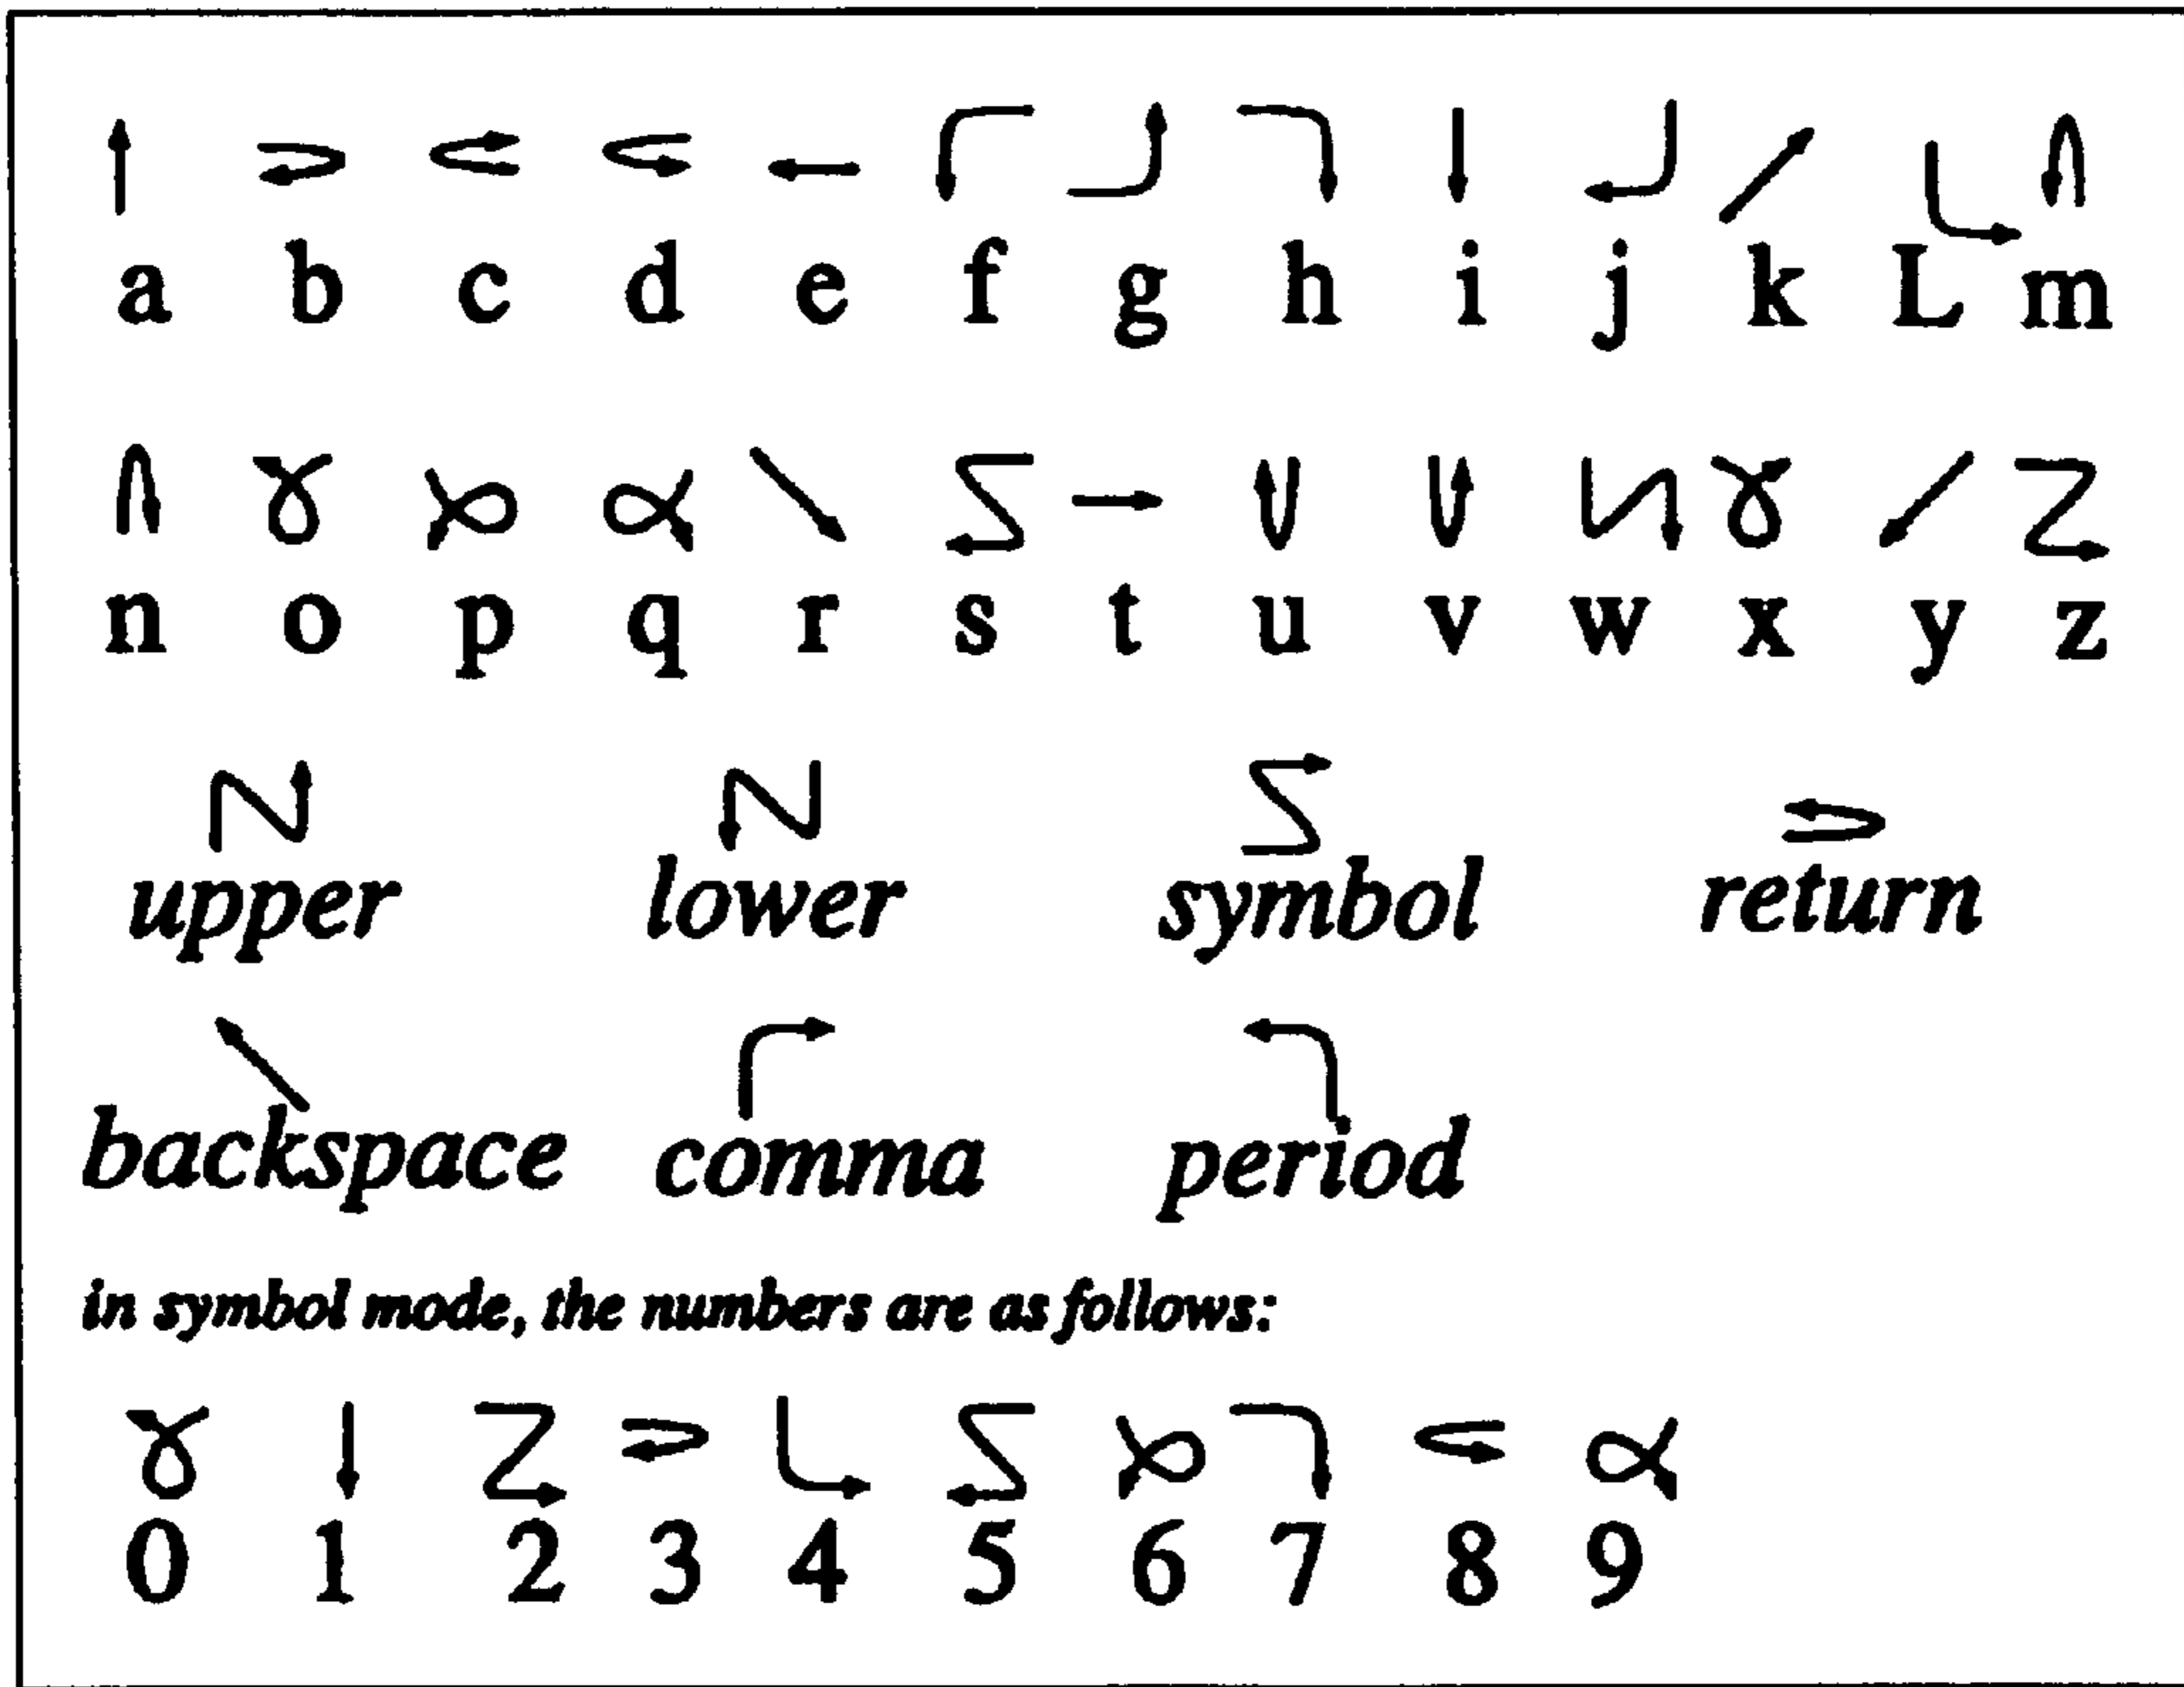 a b c d e f g h i j k L m
n o p q r s t u v w x y z
upper lower symbol return
backspace comma period
in symbol mode, the numbers are as follows:
0 1 2 3 4 5 6 7 8 9